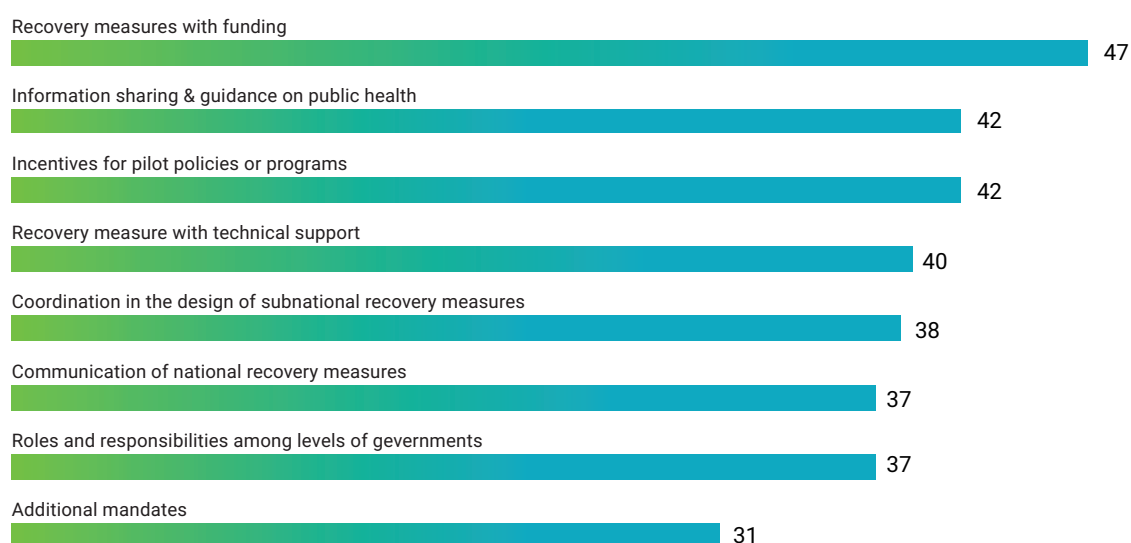 Recovery measures with funding
47
Information sharing & guidance on public health
42
Incentives for pilot policies or programs
42
Recovery measure with technical support
40
Coordination in the design of subnational recovery measures
38
Communication of national recovery measures
37
Roles and responsibilities among levels of gevernments
37
Additional mandates
31